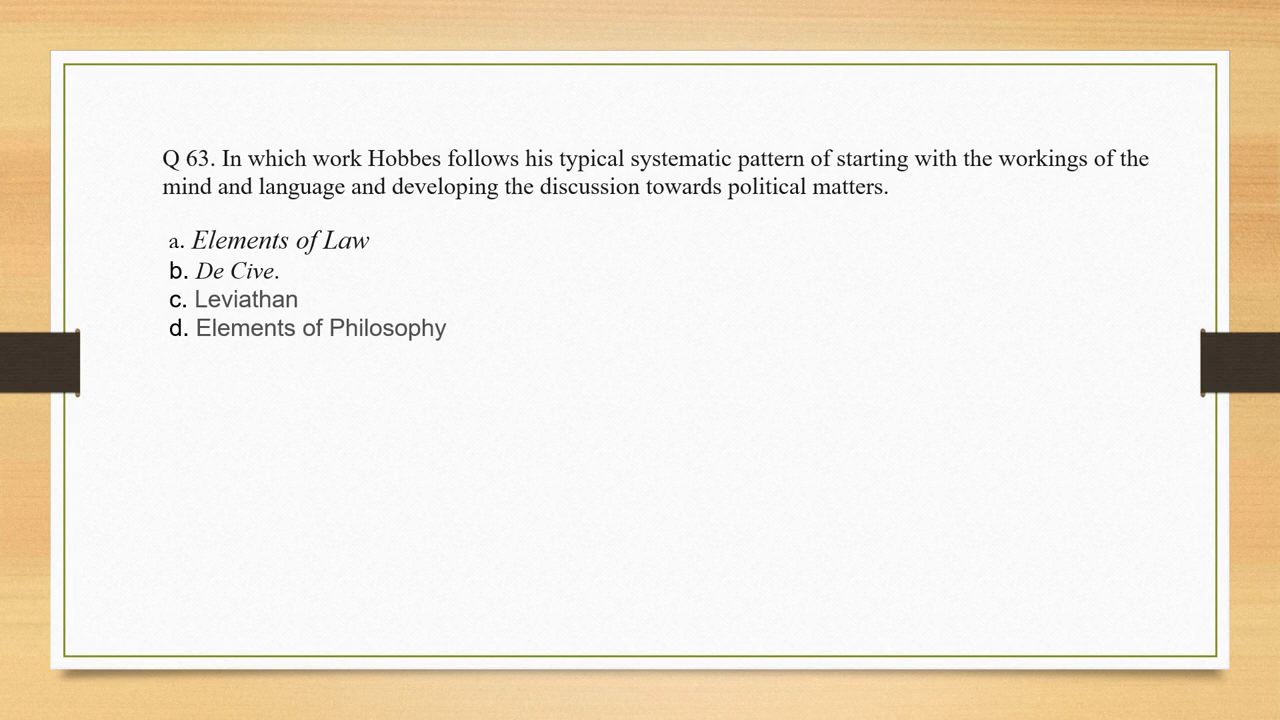 Q 63. In which work Hobbes follows his typical systematic pattern of starting with the workings of the
mind and language and developing the discussion towards political matters.
a. Elements of Law
b. De Cive.
c. Leviathan
d. Elements of Philosophy